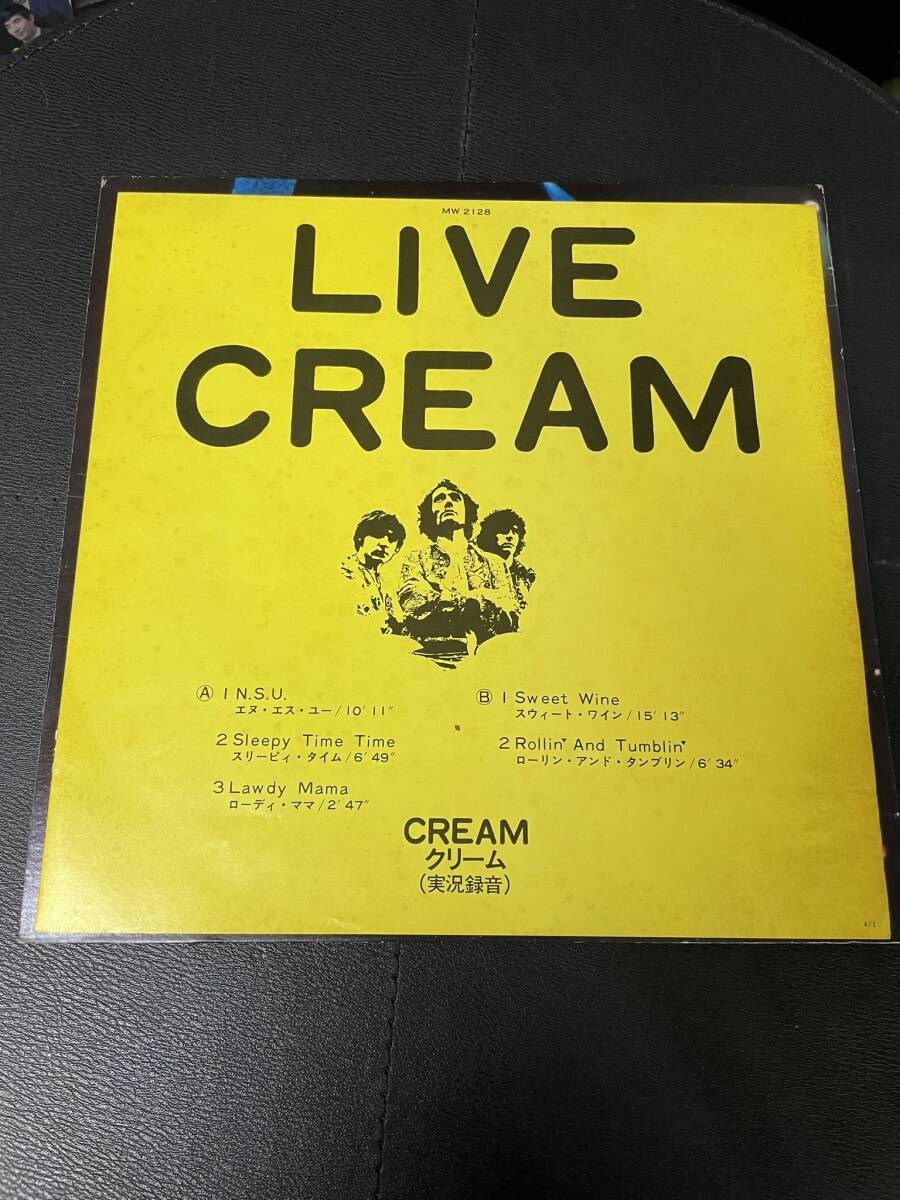 MW 2128
LIVE
CREAM
Ⓐ 1 N.S.U.
エヌ・エス・ユー/10′11″
2 Sleepy Time Time
スリーピィ・タイム/6′49″
3 Lawdy Mama
ローディ・ママ/2′47″
Ⓑ 1 Sweet Wine
スウィート・ワイン/15′13″
2 Rollin' And Tumblin'
ローリン・アンド・タンブリン/6′34″
CREAM
クリーム
(実況録音)